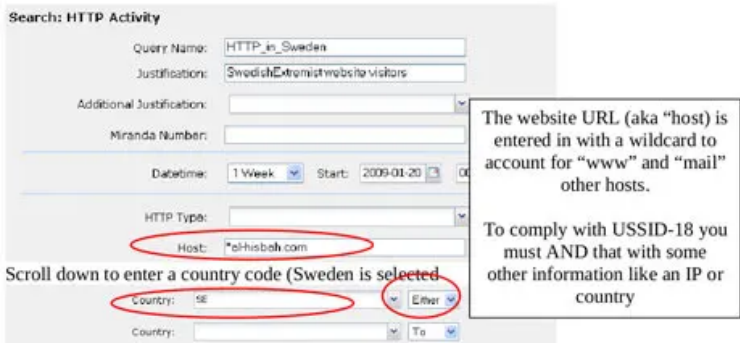 Search: HTTP Activity
Query Name: HTTP_in_Sweden
Justification: SwedishExtremistwebsite visitors
Additional Justification:
Miranda Number:
Datetime: 1 Week Start: 2009-01-20 00
HTTP Type:
Host: *al-hisbah.com
Scroll down to enter a country code (Sweden is selected
Country: SE Either
Country: To
The website URL (aka “host) is
entered in with a wildcard to
account for “www” and “mail”
other hosts.
To comply with USSID-18 you
must AND that with some
other information like an IP or
country